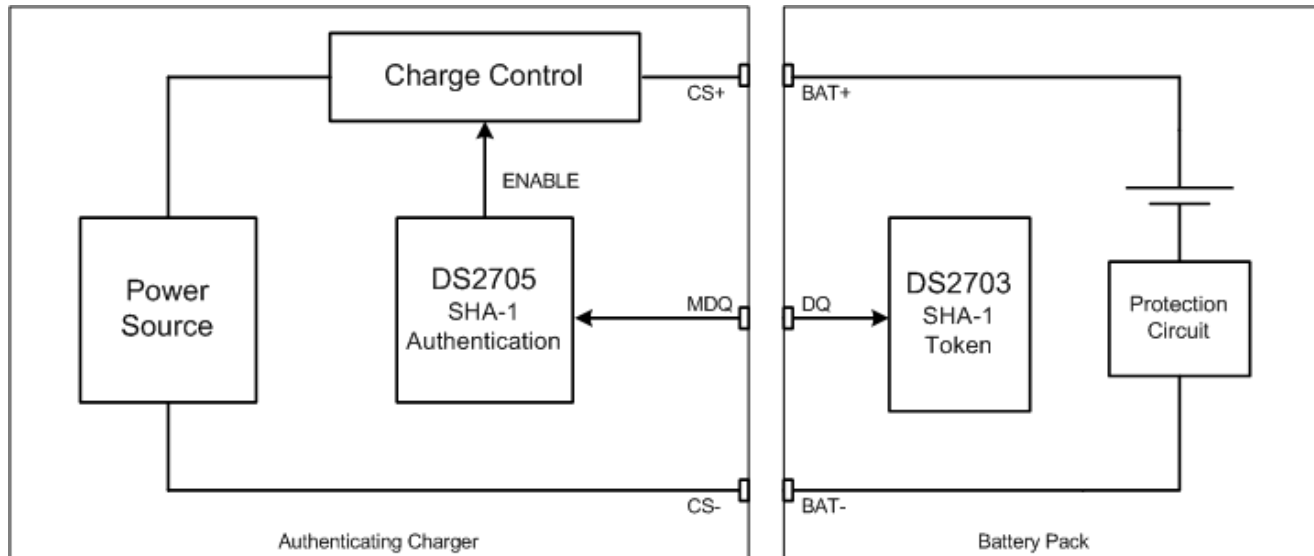 Charge Control
CS+
BAT+
ENABLE
Power
Source
DS2705
SHA-1
Authentication
MDQ
DQ
DS2703
SHA-1
Token
Protection
Circuit
CS-
BAT-
Authenticating Charger
Battery Pack